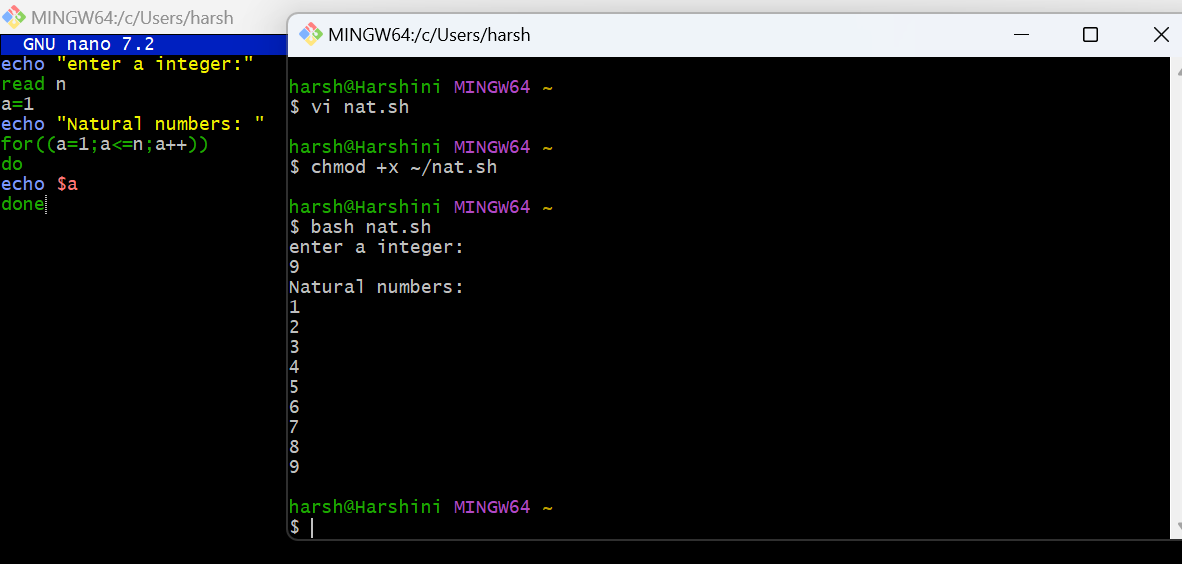 MINGW64:/c/Users/harsh
GNU nano 7.2
echo "enter a integer:"
read n
a=1
echo "Natural numbers: "
for((a=1;a<=n;a++))
do
echo $a
done
MINGW64:/c/Users/harsh
harsh@Harshini MINGW64 ~
$ vi nat.sh
harsh@Harshini MINGW64 ~
$ chmod +x ~/nat.sh
harsh@Harshini MINGW64 ~
$ bash nat.sh
enter a integer:
9
Natural numbers:
1
2
3
4
5
6
7
8
9
harsh@Harshini MINGW64 ~
$